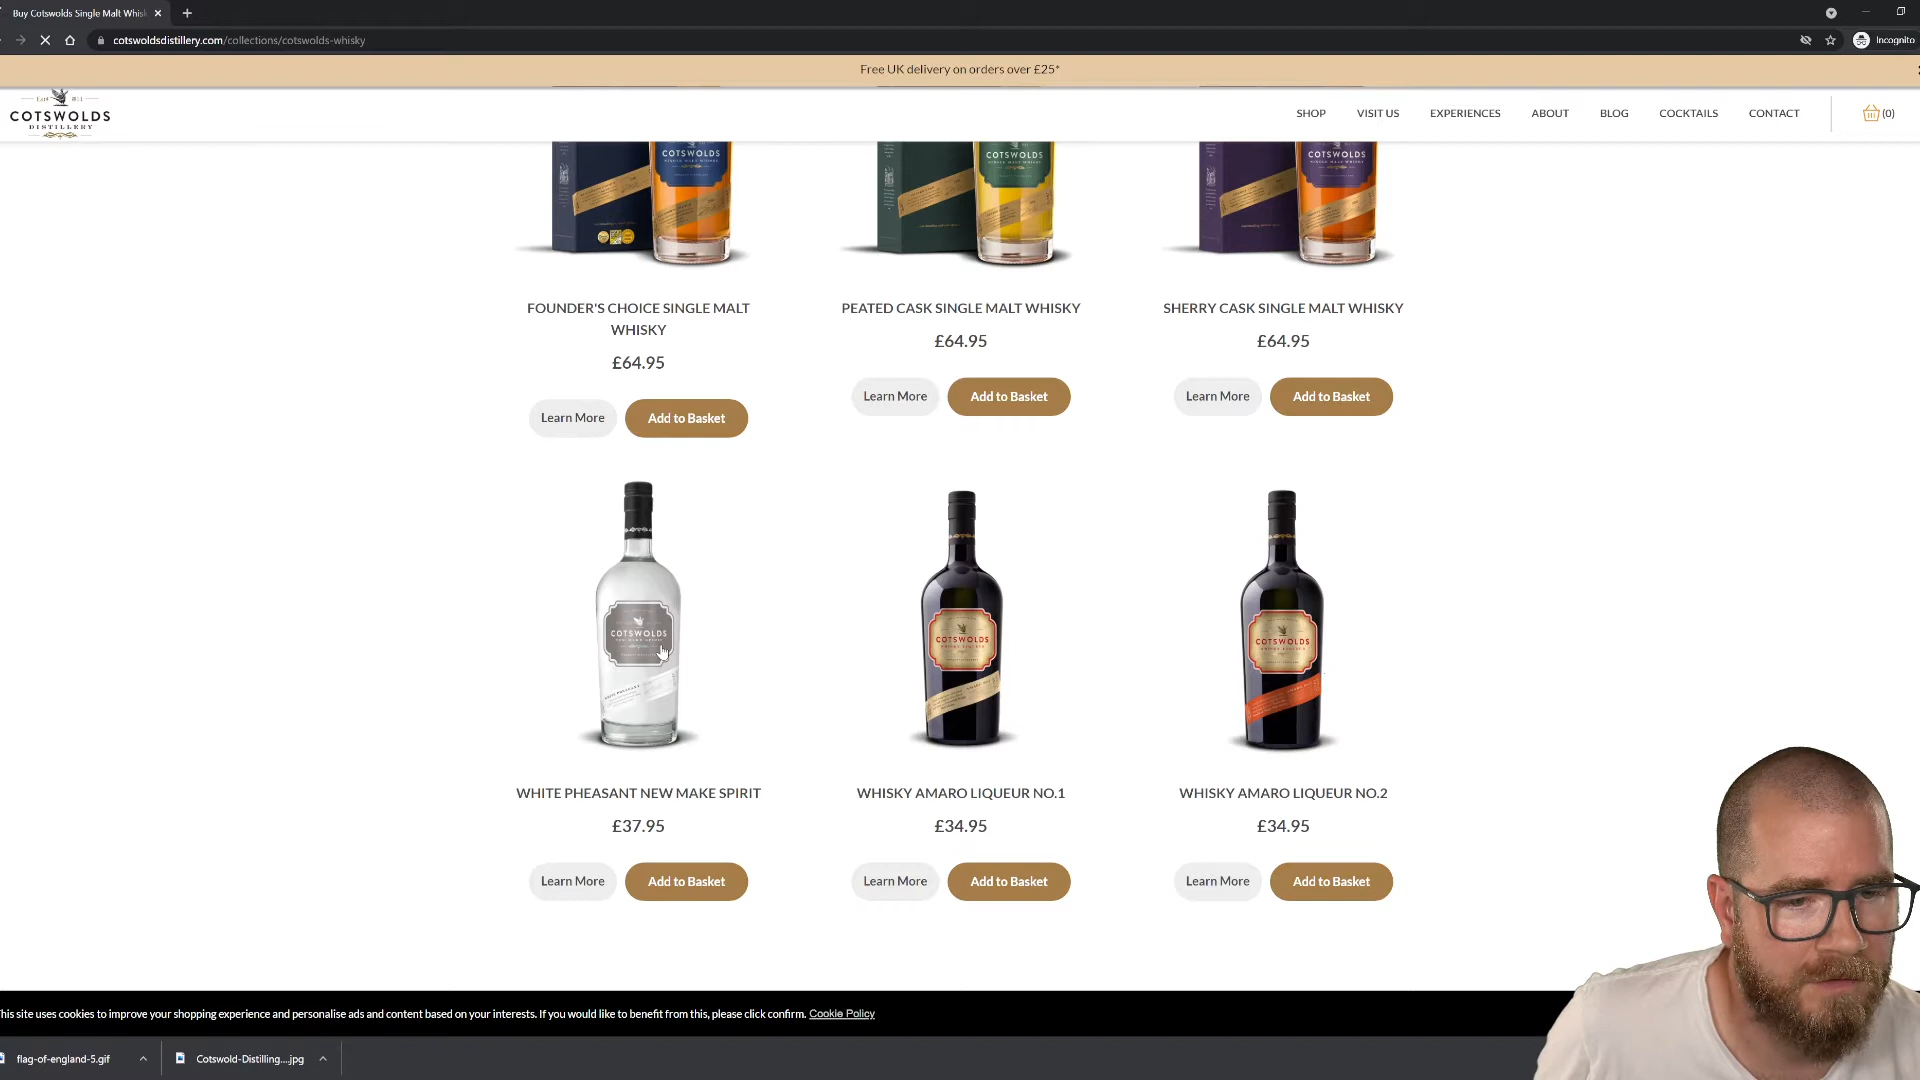 Buy Cotswolds Single Malt Whisk
cotswoldsdistillery.com/collections/cotswolds-whisky
Incognito
Free UK delivery on orders over £25*
COTSWOLDS
DISTILLERY
SHOP
VISIT US
EXPERIENCES
ABOUT
BLOG
COCKTAILS
CONTACT
(0)
COTSWOLDS
COTSWOLDS
COTSWOLDS
FOUNDER'S CHOICE SINGLE MALT
WHISKY
£64.95
Learn More
Add to Basket
PEATED CASK SINGLE MALT WHISKY
£64.95
Learn More
Add to Basket
SHERRY CASK SINGLE MALT WHISKY
£64.95
Learn More
Add to Basket
COTSWOLDS
COTSWOLDS
COTSWOLDS
WHITE PHEASANT NEW MAKE SPIRIT
£37.95
Learn More
Add to Basket
WHISKY AMARO LIQUEUR NO.1
£34.95
Learn More
Add to Basket
WHISKY AMARO LIQUEUR NO.2
£34.95
Learn More
Add to Basket
his site uses cookies to improve your shopping experience and personalise ads and content based on your interests. If you would like to benefit from this, please click confirm. Cookie Policy
flag-of-england-5.gif
Cotswold-Distilling....jpg